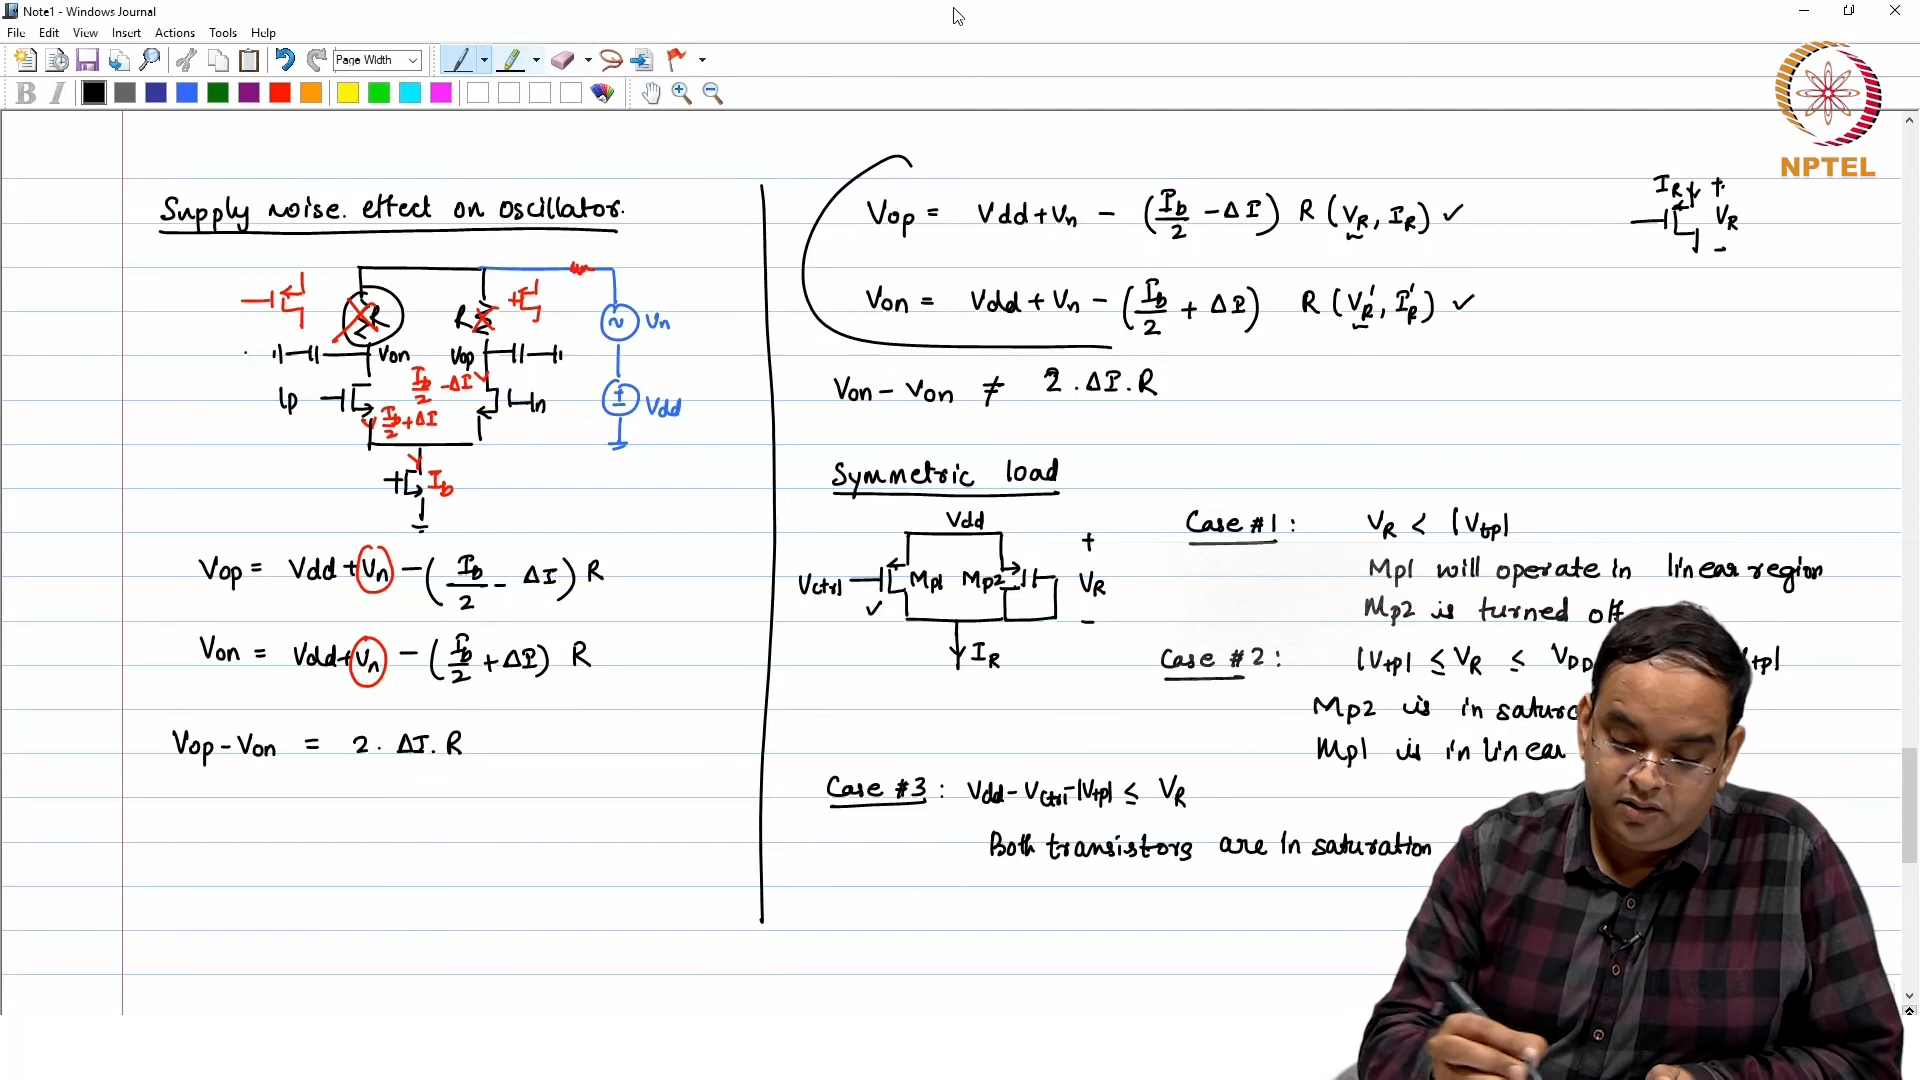 Note1 - Windows Journal
File Edit View Insert Actions Tools Help
Page Width
B I
NPTEL
Supply noise effect on oscillator.
R R
Von Vop
Vn
Ib/2 - ΔI
Ip In
Ib/2 + ΔI
Vdd
Ib
Vop = Vdd + Vn - (Ib/2 - ΔI) R
Von = Vdd + Vn - (Ib/2 + ΔI) R
Vop - Von = 2 . ΔI . R
Vop = Vdd + Vn - (Ib/2 - ΔI) R (VR, IR) ✓
IR + VR -
Von = Vdd + Vn - (Ib/2 + ΔI) R (VR', IR') ✓
Von - Von ≠ 2 . ΔI . R
Symmetric load
Vdd
Vctrl Mp1 Mp2
✓
+ VR -
IR
Case #1 : VR < |Vtp|
Mp1 will operate in linear region
Mp2 is turned off
Case #2 : |Vtp| ≤ VR ≤ VDD
Mp2 is in
Mp1 is in linear
Case #3 : Vdd - Vctrl - |Vtp| ≤ VR
Both transistors are in saturation